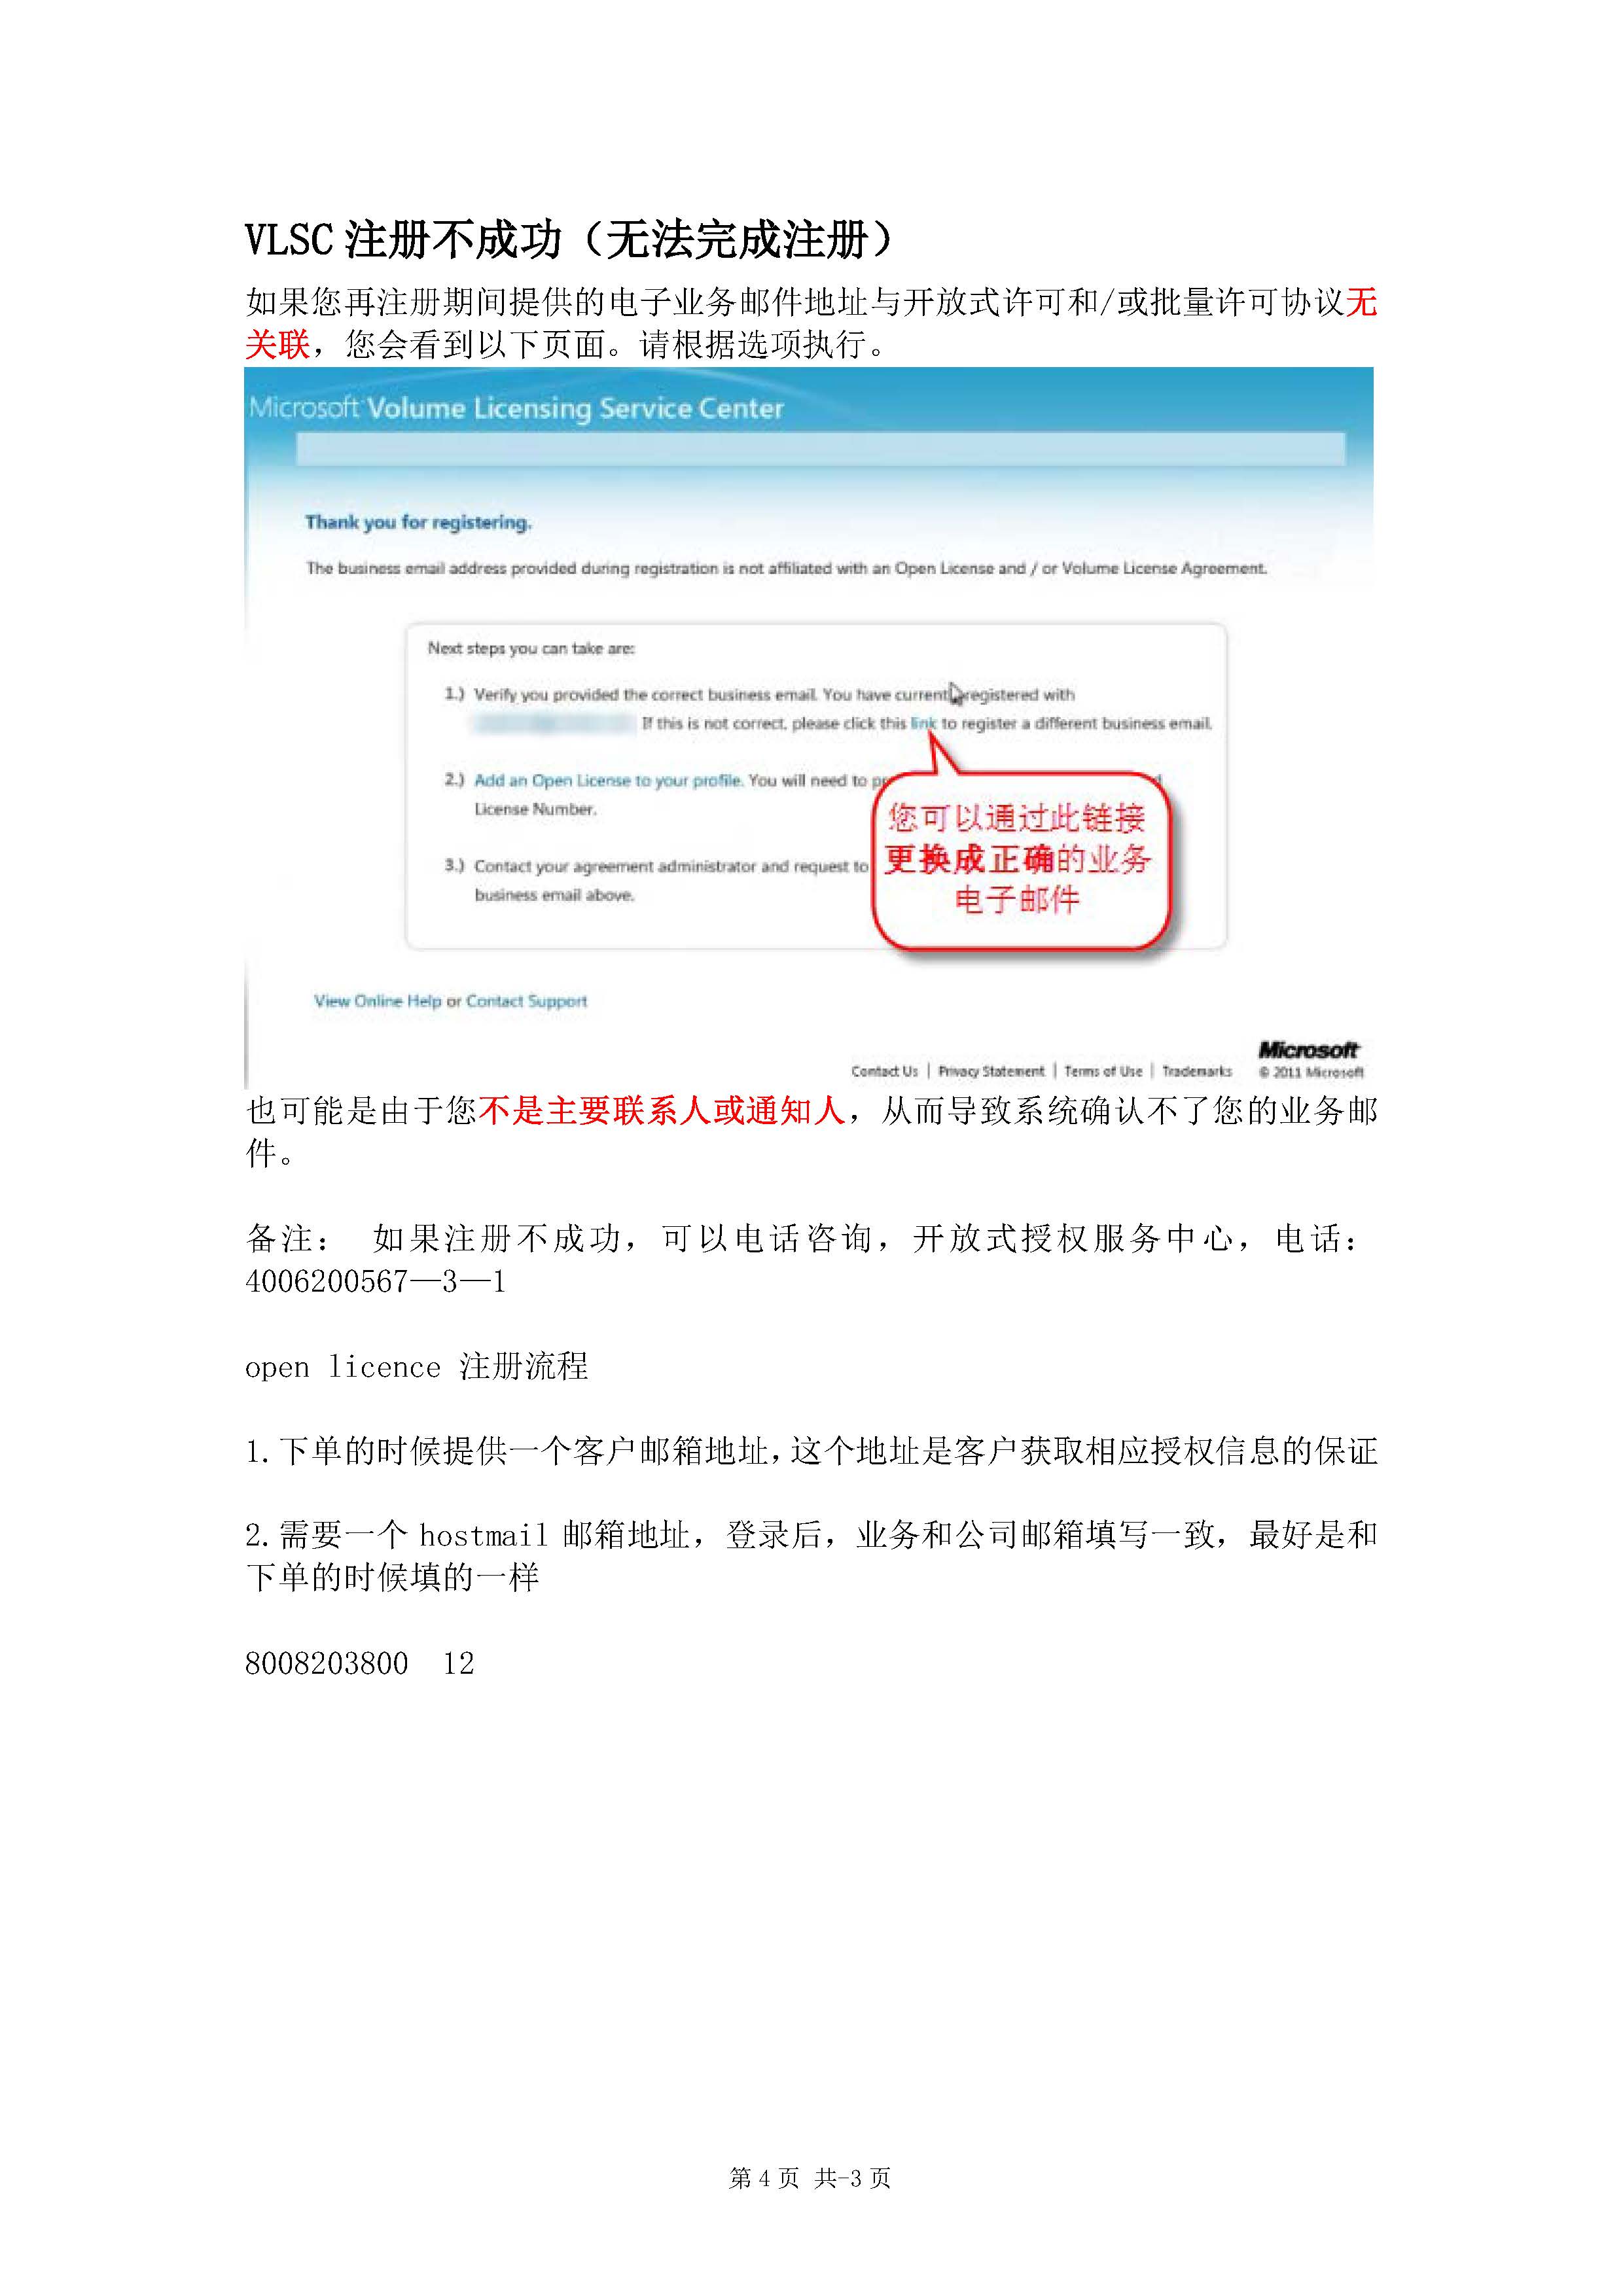 VLSC 注册不成功（无法完成注册）
如果您再注册期间提供的电子业务邮件地址与开放式许可和/或批量许可协议无
关联，您会看到以下页面。请根据选项执行。
Microsoft Volume Licensing Service Center
Thank you for registering.
The business email address provided during registration is not affiliated with an Open License and / or Volume License Agreement.
Next steps you can take are:
1.) Verify you provided the correct business email. You have current registered with
If this is not correct, please click this link to register a different business email.
2.) Add an Open License to your profile. You will need to
License Number.
3.) Contact your agreement administrator and request to
business email above.
您可以通过此链接
更换成正确的业务
电子邮件
View Online Help or Contact Support
Microsoft
Contact Us | Privacy Statement | Terms of Use | Trademarks © 2011 Microsoft
也可能是由于您不是主要联系人或通知人，从而导致系统确认不了您的业务邮
件。
备注： 如果注册不成功，可以电话咨询，开放式授权服务中心，电话：
4006200567—3—1
open licence 注册流程
1.下单的时候提供一个客户邮箱地址,这个地址是客户获取相应授权信息的保证
2.需要一个 hostmail 邮箱地址，登录后，业务和公司邮箱填写一致，最好是和
下单的时候填的一样
8008203800 12
第 4 页 共-3 页